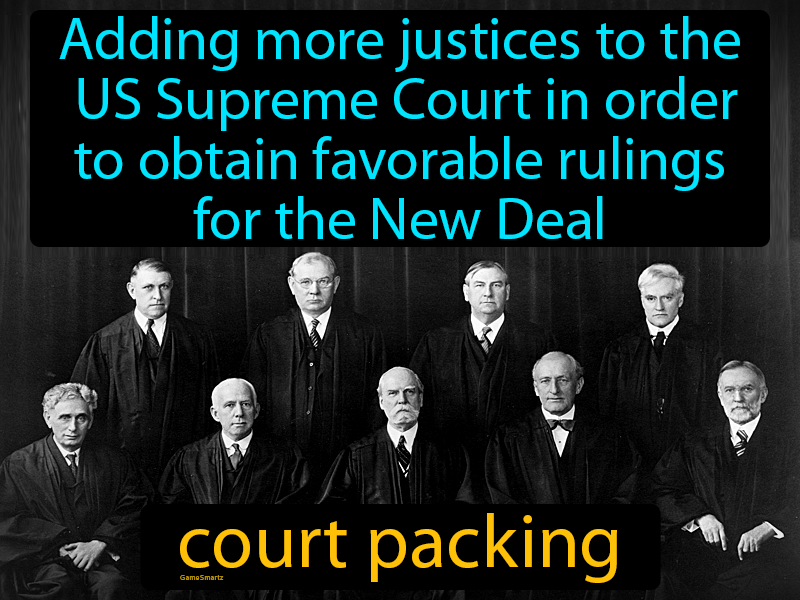 Adding more justices to the
US Supreme Court in order
to obtain favorable rulings
for the New Deal
court packing
GameSmartz